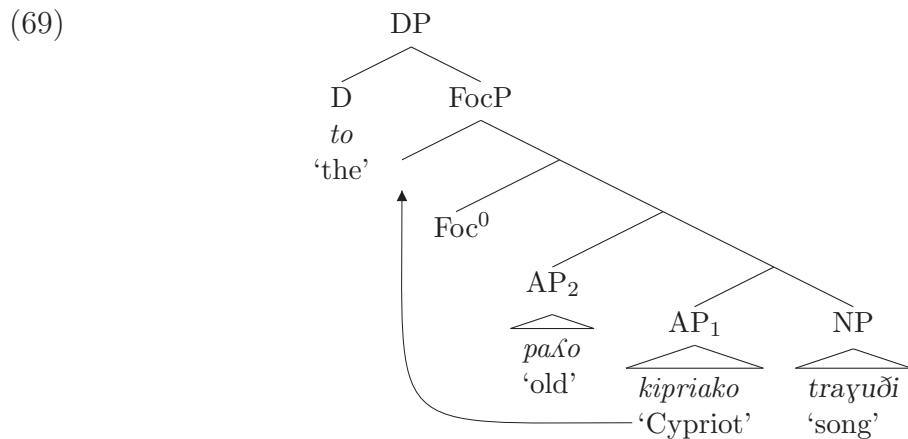 (69)
DP
D FocP
to
‘the’
Foc⁰
AP₂
paʎo
‘old’
AP₁ NP
kipriako traɣuði
‘Cypriot’ ‘song’